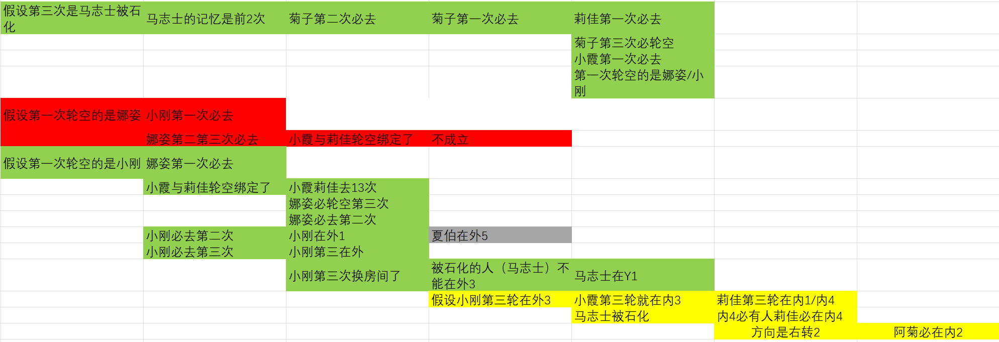 假设第三次是马志士被石
化
马志士的记忆是前2次
菊子第二次必去
菊子第一次必去
莉佳第一次必去
菊子第三次必轮空
小霞第一次必去
第一次轮空的是娜姿/小
刚
假设第一次轮空的是娜姿
小刚第一次必去
娜姿第二第三次必去
小霞与莉佳轮空绑定了
不成立
假设第一次轮空的是小刚
娜姿第一次必去
小霞与莉佳轮空绑定了
小霞莉佳去13次
娜姿必轮空第三次
娜姿必去第二次
小刚必去第二次
小刚在外1
夏伯在外5
小刚必去第三次
小刚第三在外
小刚第三次换房间了
被石化的人（马志士）不
能在外3
马志士在Y1
假设小刚第三轮在外3
小霞第三轮就在内3
莉佳第三轮在内1/内4
马志士被石化
内4必有人莉佳必在内4
方向是右转2
阿菊必在内2